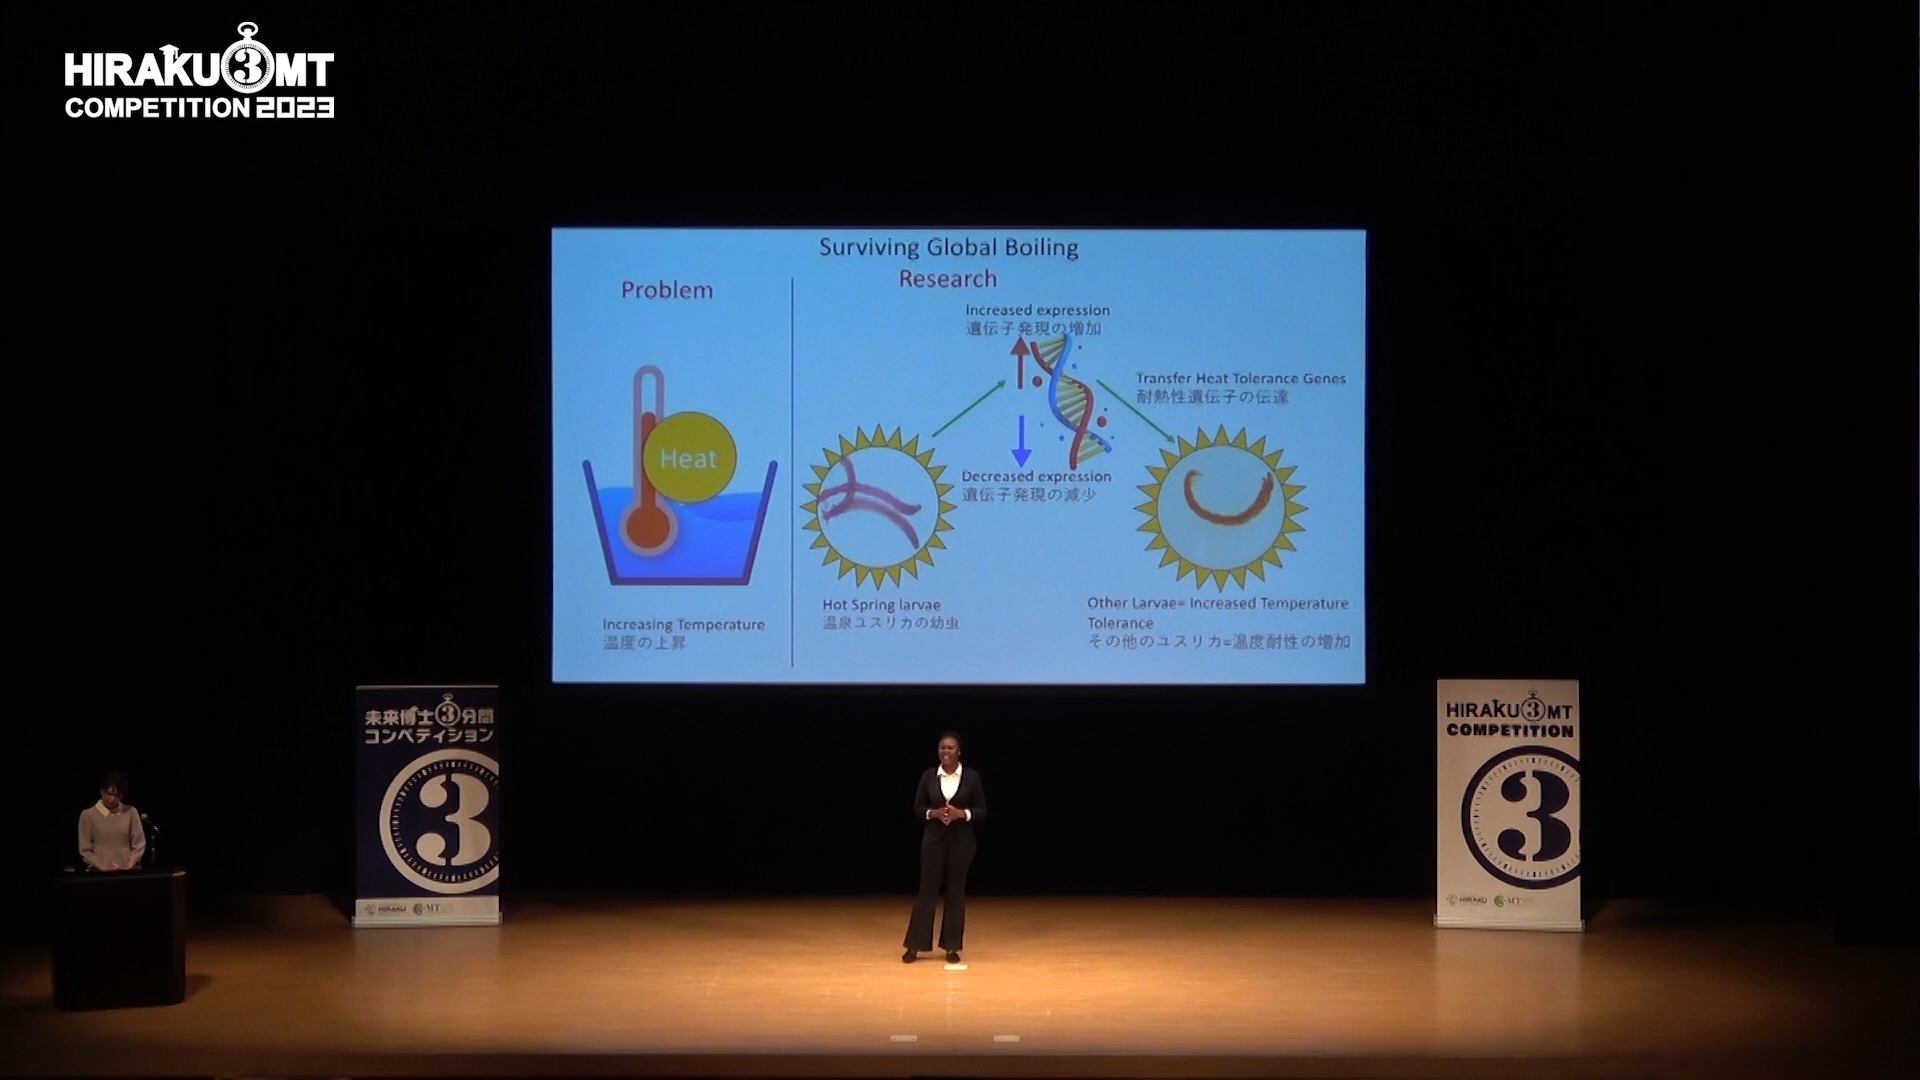 HIRAKU 3MT
COMPETITION 2023
Surviving Global Boiling
Problem
Research
Increased expression
遺伝子発現の増加
Transfer Heat Tolerance Genes
耐熱性遺伝子の伝達
Heat
Decreased expression
遺伝子発現の減少
Hot Spring larvae
温泉ユスリカの幼虫
Other Larvae= Increased Temperature
Tolerance
その他のユスリカ=温度耐性の増加
Increasing Temperature
温度の上昇
未来博士3分間
コンペティション
3
HIRAKU
HIRAKU 3MT
COMPETITION
3
HIRAKU